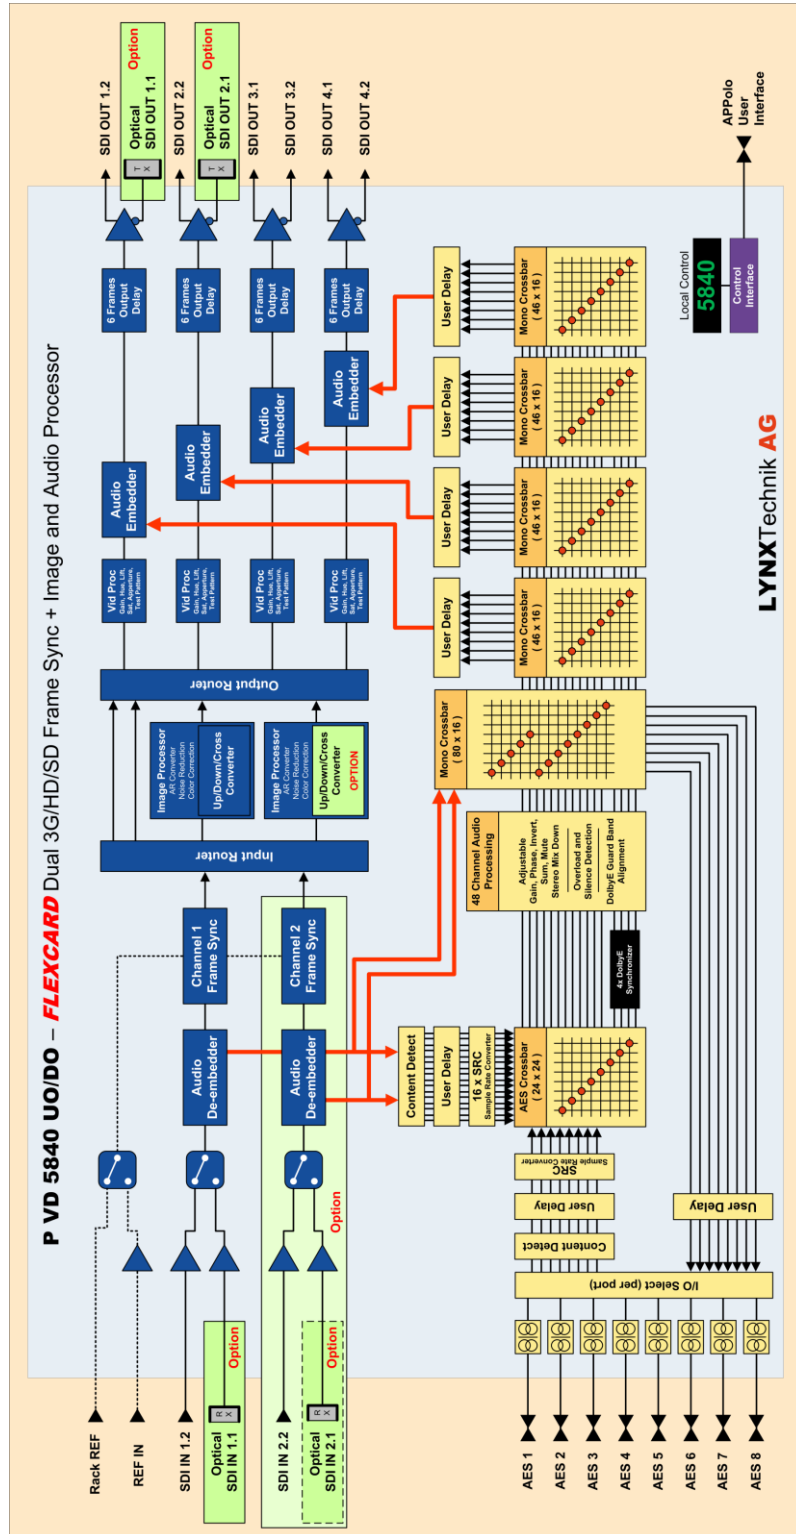 P VD 5840 UO/DO – FLEXCARD Dual 3G/HD/SD Frame Sync + Image and Audio Processor
Rack REF
REF IN
SDI IN 1.2
Optical
SDI IN 1.1
R
X
Option
SDI IN 2.2
Optical
SDI IN 2.1
R
X
Option
Option
Audio
De-embedder
Channel 1
Frame Sync
Audio
De-embedder
Channel 2
Frame Sync
Input Router
Image Processor
AR Converter
Noise Reduction
Color Correction
Up/Down/Cross
Converter
Image Processor
AR Converter
Noise Reduction
Color Correction
Up/Down/Cross
Converter
OPTION
Output Router
Vid Proc
Gain, Hue, Lift,
Sat, Apperture,
Test Pattern
Vid Proc
Gain, Hue, Lift,
Sat, Apperture,
Test Pattern
Vid Proc
Gain, Hue, Lift,
Sat, Apperture,
Test Pattern
Vid Proc
Gain, Hue, Lift,
Sat, Apperture,
Test Pattern
Audio
Embedder
Audio
Embedder
Audio
Embedder
Audio
Embedder
6 Frames
Output
Delay
6 Frames
Output
Delay
6 Frames
Output
Delay
6 Frames
Output
Delay
SDI OUT 1.2
T
X
Optical
SDI OUT 1.1
Option
SDI OUT 2.2
T
X
Optical
SDI OUT 2.1
Option
SDI OUT 3.1
SDI OUT 3.2
SDI OUT 4.1
SDI OUT 4.2
Content Detect
User Delay
16 x SRC
Sample Rate Converter
AES Crossbar
( 24 x 24 )
4x DolbyE
Synchronizer
48 Channel Audio
Processing
Adjustable
Gain, Phase, Invert,
Sum, Mute
Stereo Mix Down
Overload and
Silence Detection
DolbyE Guard Band
Alignment
Mono Crossbar
( 80 x 16 )
User Delay
Mono Crossbar
( 46 x 16 )
User Delay
Mono Crossbar
( 46 x 16 )
User Delay
Mono Crossbar
( 46 x 16 )
User Delay
Mono Crossbar
( 46 x 16 )
AES 1
AES 2
AES 3
AES 4
AES 5
AES 6
AES 7
AES 8
I/O Select (per port)
Content Detect
User Delay
SRC
Sample Rate Converter
User Delay
Local Control
5840
Control
Interface
APPolo
User
Interface
LYNXTechnik AG